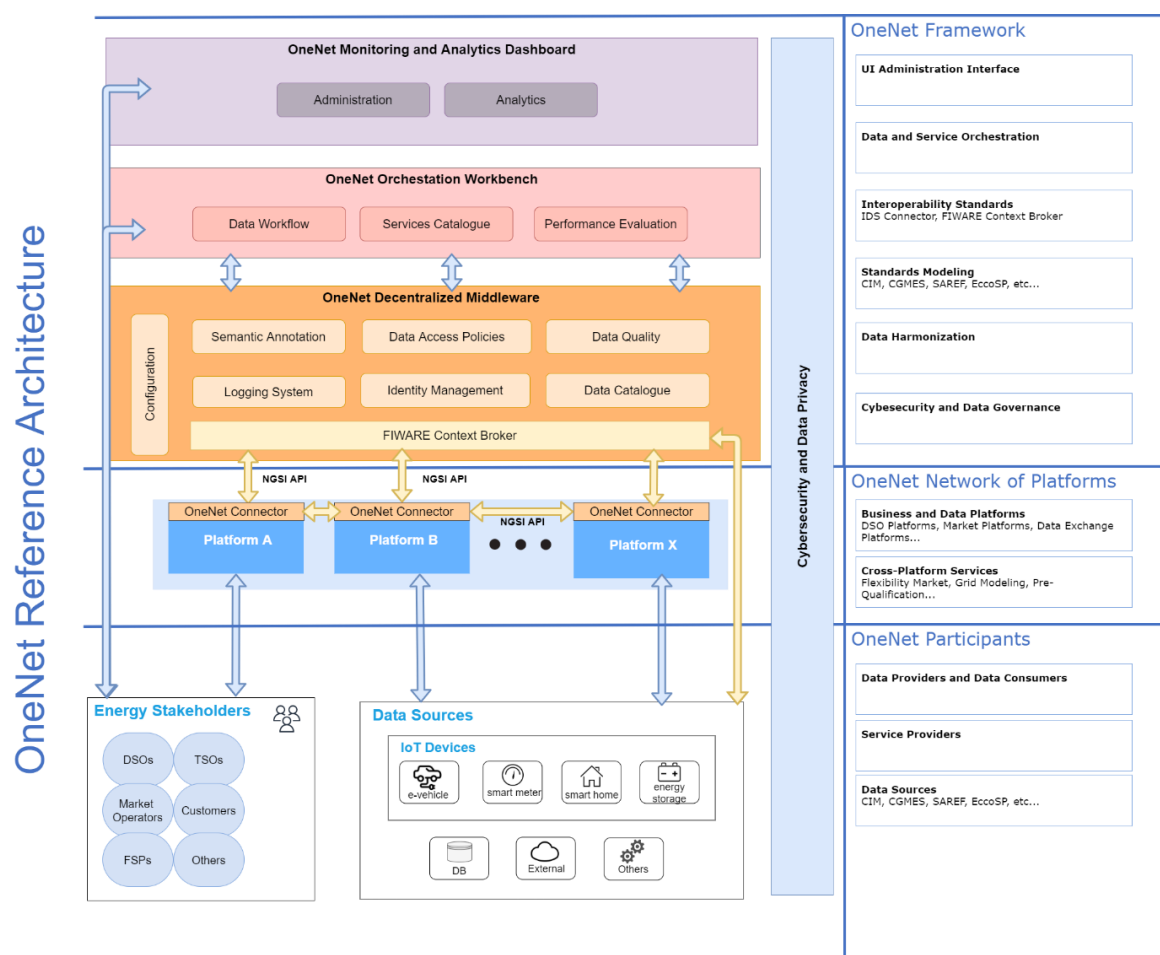 OneNet Reference Architecture
OneNet Monitoring and Analytics Dashboard
Administration
Analytics
OneNet Orchestation Workbench
Data Workflow
Services Catalogue
Performance Evaluation
OneNet Decentralized Middleware
Configuration
Semantic Annotation
Data Access Policies
Data Quality
Logging System
Identity Management
Data Catalogue
FIWARE Context Broker
NGSI API
NGSI API
OneNet Connector
OneNet Connector
OneNet Connector
NGSI API
Platform A
Platform B
Platform X
Energy Stakeholders
DSOs
TSOs
Market
Operators
Customers
FSPs
Others
Data Sources
IoT Devices
e-vehicle
smart meter
smart home
energy
storage
DB
External
Others
Cybersecurity and Data Privacy
OneNet Framework
UI Administration Interface
Data and Service Orchestration
Interoperability Standards
IDS Connector, FIWARE Context Broker
Standards Modeling
CIM, CGMES, SAREF, EccoSP, etc...
Data Harmonization
Cybesecurity and Data Governance
OneNet Network of Platforms
Business and Data Platforms
DSO Platforms, Market Platforms, Data Exchange
Platforms...
Cross-Platform Services
Flexibility Market, Grid Modeling, Pre-
Qualification...
OneNet Participants
Data Providers and Data Consumers
Service Providers
Data Sources
CIM, CGMES, SAREF, EccoSP, etc...